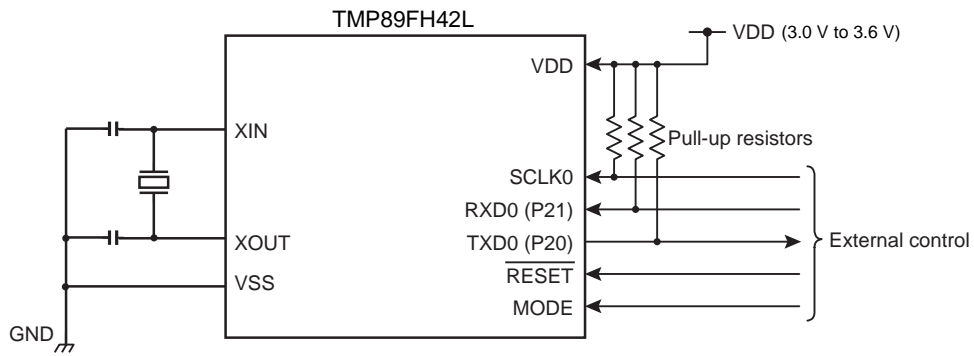 TMP89FH42L
VDD (3.0 V to 3.6 V)
VDD
XIN
Pull-up resistors
SCLK0
RXD0 (P21)
XOUT
TXD0 (P20)
External control
VSS
RESET
MODE
GND